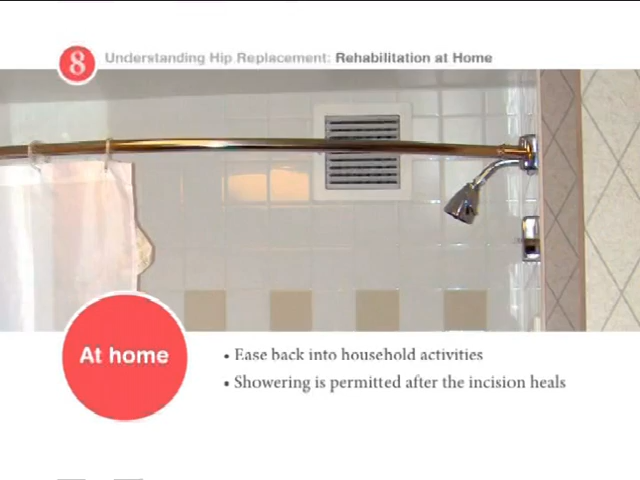 8 Understanding Hip Replacement: Rehabilitation at Home
At home
• Ease back into household activities
• Showering is permitted after the incision heals